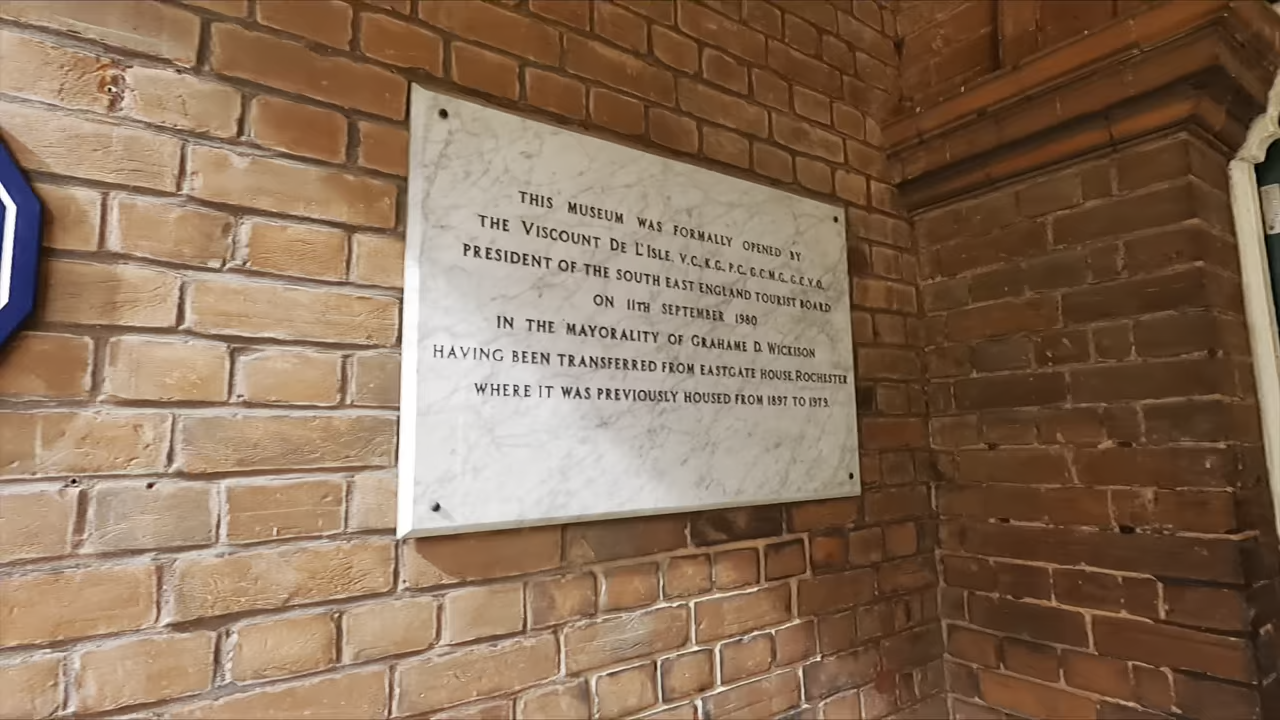 THIS MUSEUM WAS FORMALLY OPENED BY
THE VISCOUNT DE L'ISLE, V.C., K.G., P.C., G.C.M.G., G.C.V.O.,
PRESIDENT OF THE SOUTH EAST ENGLAND TOURIST BOARD
ON 11TH SEPTEMBER 1980
IN THE MAYORALITY OF GRAHAME D. WICKISON
HAVING BEEN TRANSFERRED FROM EASTGATE HOUSE, ROCHESTER
WHERE IT WAS PREVIOUSLY HOUSED FROM 1897 TO 1979.